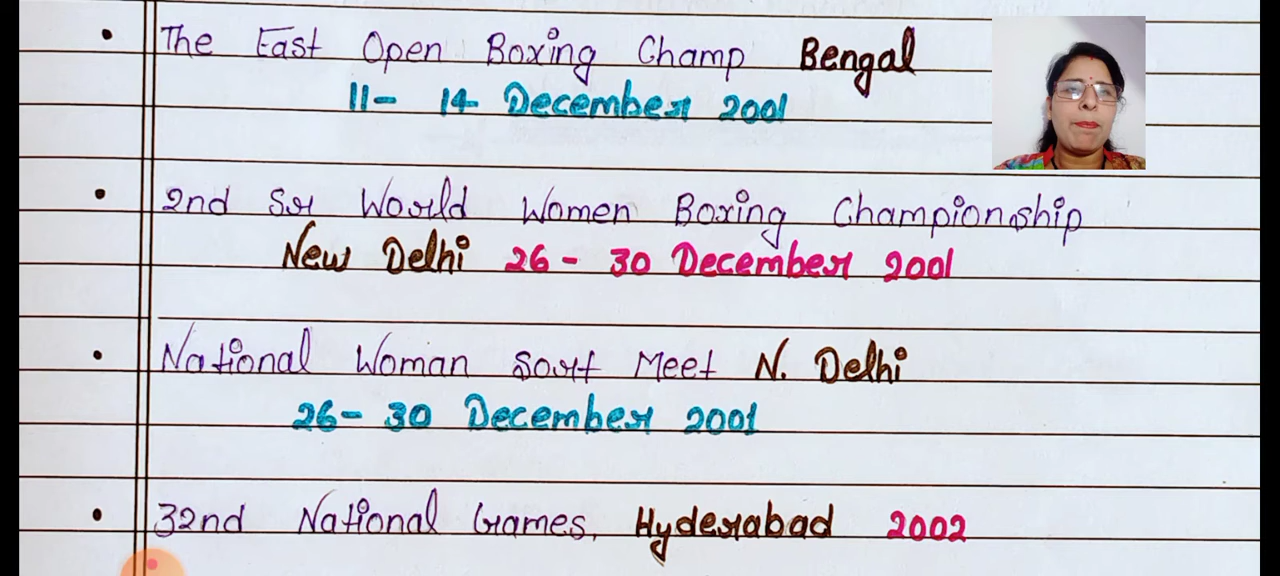 The East Open Boxing Champ Bengal
11- 14 December 2001
2nd Sr World Women Boxing Championship
New Delhi 26 - 30 December 2001
National Woman Sort Meet N. Delhi
26- 30 December 2001
32nd National Games, Hyderabad 2002